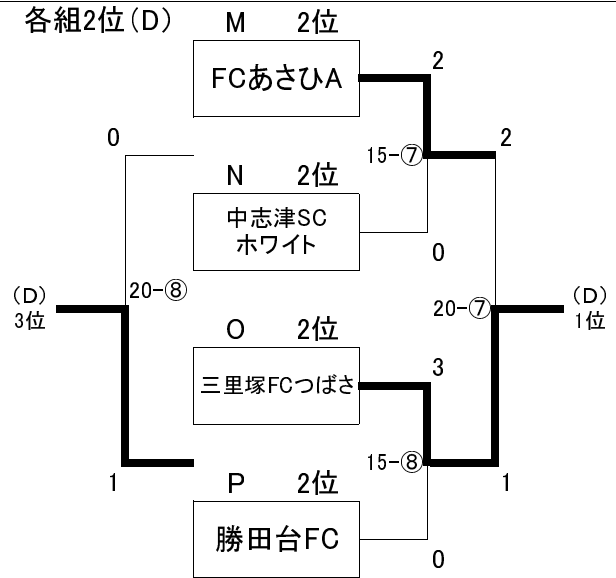 各組2位(D)
M 2位
FCあさひA
2
0
15-⑦
2
N 2位
中志津SC
ホワイト
0
20-⑧
(D)
3位
20-⑦
(D)
1位
O 2位
三里塚FCつばさ
3
15-⑧
1
P 2位
1
勝田台FC
0